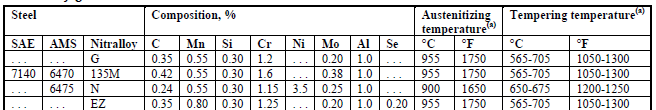 Steel Composition, % Austenitizing temperature(a) Tempering temperature(a)
SAE AMS Nitralloy C Mn Si Cr Ni Mo Al Se °C °F °C °F
. . . . . . G 0.35 0.55 0.30 1.2 . . . 0.20 1.0 . . . 955 1750 565-705 1050-1300
7140 6470 135M 0.42 0.55 0.30 1.6 . . . 0.38 1.0 . . . 955 1750 565-705 1050-1300
. . . 6475 N 0.24 0.55 0.30 1.15 3.5 0.25 1.0 . . . 900 1650 650-675 1200-1250
. . . . . . EZ 0.35 0.80 0.30 1.25 . . . 0.20 1.0 0.20 955 1750 565-705 1050-1300